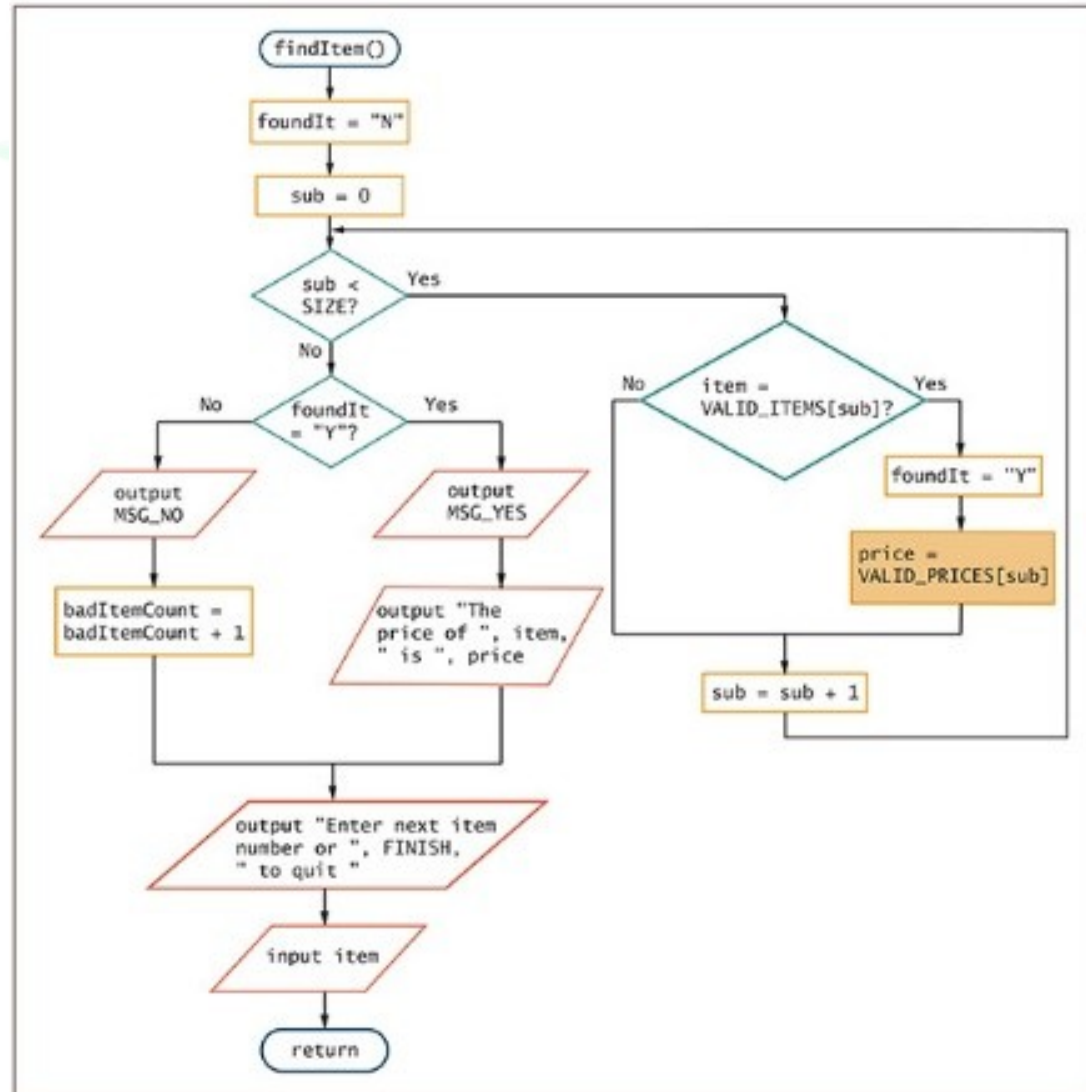 findItem()
foundIt = "N"
sub = 0
sub <
SIZE?
Yes
No
item =
VALID_ITEMS[sub]?
No
Yes
foundIt = "Y"
price =
VALID_PRICES[sub]
sub = sub + 1
foundIt
= "Y"?
No
Yes
output
MSG_NO
badItemCount =
badItemCount + 1
output
MSG_YES
output "The
price of ", item,
" is ", price
output "Enter next item
number or ", FINISH,
" to quit "
input item
return